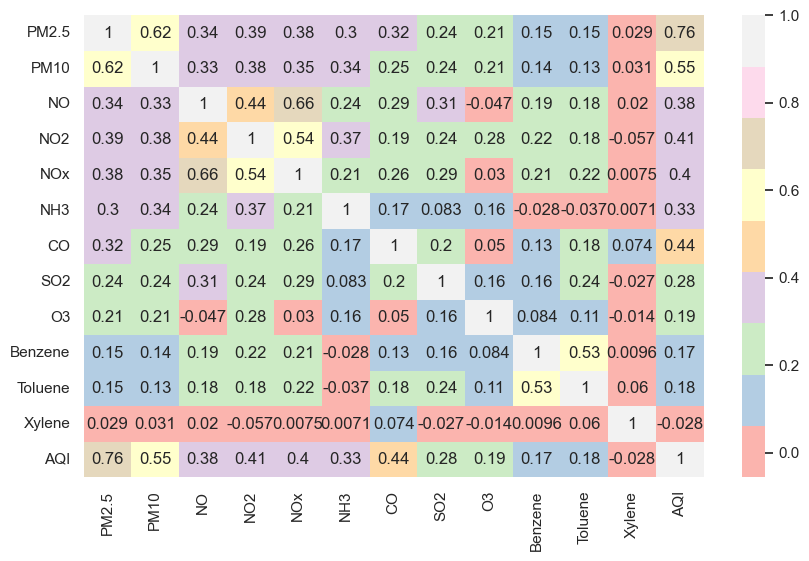 PM2.5 1 0.62 0.34 0.39 0.38 0.3 0.32 0.24 0.21 0.15 0.15 0.029 0.76
PM10 0.62 1 0.33 0.38 0.35 0.34 0.25 0.24 0.21 0.14 0.13 0.031 0.55
NO 0.34 0.33 1 0.44 0.66 0.24 0.29 0.31 -0.047 0.19 0.18 0.02 0.38
NO2 0.39 0.38 0.44 1 0.54 0.37 0.19 0.24 0.28 0.22 0.18 -0.057 0.41
NOx 0.38 0.35 0.66 0.54 1 0.21 0.26 0.29 0.03 0.21 0.22 0.0075 0.4
NH3 0.3 0.34 0.24 0.37 0.21 1 0.17 0.083 0.16 -0.028 -0.037 0.0071 0.33
CO 0.32 0.25 0.29 0.19 0.26 0.17 1 0.2 0.05 0.13 0.18 0.074 0.44
SO2 0.24 0.24 0.31 0.24 0.29 0.083 0.2 1 0.16 0.16 0.24 -0.027 0.28
O3 0.21 0.21 -0.047 0.28 0.03 0.16 0.05 0.16 1 0.084 0.11 -0.014 0.19
Benzene 0.15 0.14 0.19 0.22 0.21 -0.028 0.13 0.16 0.084 1 0.53 0.0096 0.17
Toluene 0.15 0.13 0.18 0.18 0.22 -0.037 0.18 0.24 0.11 0.53 1 0.06 0.18
Xylene 0.029 0.031 0.02 -0.057 0.0075 0.0071 0.074 -0.027 -0.014 0.0096 0.06 1 -0.028
AQI 0.76 0.55 0.38 0.41 0.4 0.33 0.44 0.28 0.19 0.17 0.18 -0.028 1
PM2.5 PM10 NO NO2 NOx NH3 CO SO2 O3 Benzene Toluene Xylene AQI
1.0
0.8
0.6
0.4
0.2
0.0